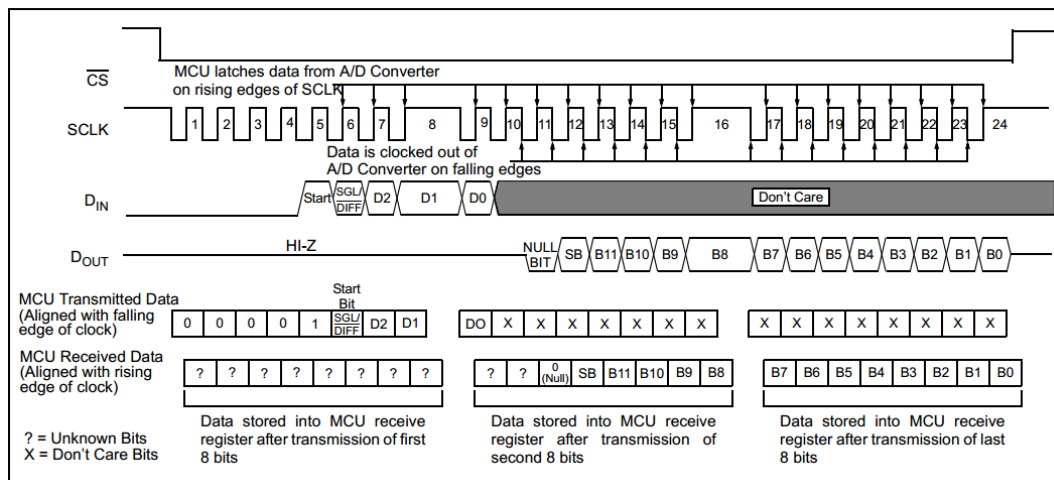 CS
MCU latches data from A/D Converter
on rising edges of SCLK
SCLK
1 2 3 4 5 6 7 8 9 10 11 12 13 14 15 16 17 18 19 20 21 22 23 24
Data is clocked out of
A/D Converter on falling edges
DIN
Start SGL/ DIFF D2 D1 D0 Don't Care
DOUT
HI-Z
NULL BIT SB B11 B10 B9 B8 B7 B6 B5 B4 B3 B2 B1 B0
MCU Transmitted Data
(Aligned with falling
edge of clock)
Start
Bit
0 0 0 0 1 SGL/ DIFF D2 D1 DO X X X X X X X X X X X X X X X
MCU Received Data
(Aligned with rising
edge of clock)
? ? ? ? ? ? ? ? ? ? 0 (Null) SB B11 B10 B9 B8 B7 B6 B5 B4 B3 B2 B1 B0
Data stored into MCU receive
register after transmission of first
8 bits
Data stored into MCU receive
register after transmission of
second 8 bits
Data stored into MCU receive
register after transmission of last
8 bits
? = Unknown Bits
X = Don't Care Bits